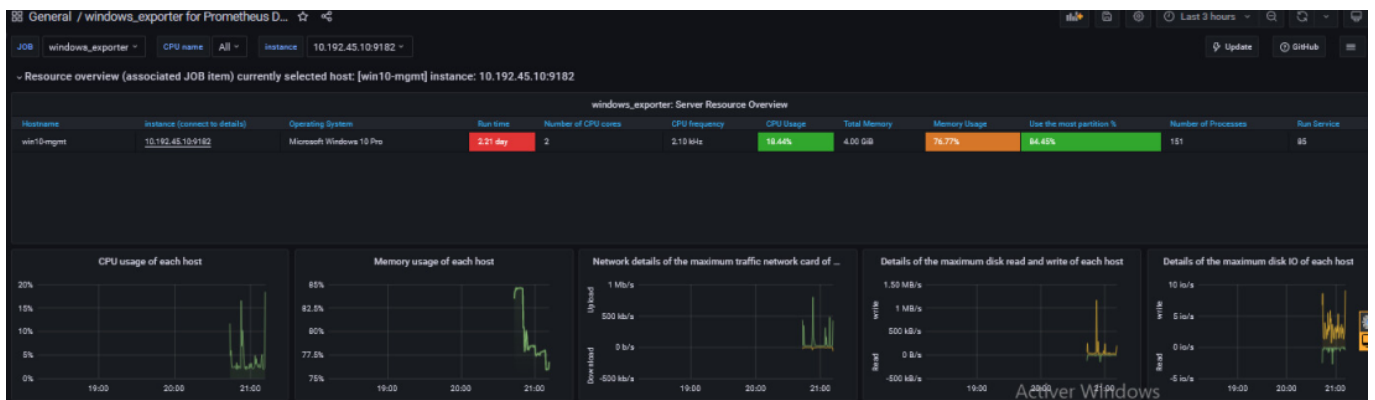 General / windows_exporter for Prometheus D...
Last 3 hours
JOB windows_exporter CPU name All instance 10.192.45.10:9182
Update GitHub
Resource overview (associated JOB item) currently selected host: [win10-mgmt] instance: 10.192.45.10:9182
windows_exporter: Server Resource Overview
Hostname instance (connect to details) Operating System Run time Number of CPU cores CPU frequency CPU Usage Total Memory Memory Usage Use the most partition % Number of Processes Run Service
win10-mgmt 10.192.45.10:9182 Microsoft Windows 10 Pro 2.21 day 2 2.10 kHz 18.44% 4.00 GiB 76.77% 84.45% 151 85
CPU usage of each host
20%
15%
10%
5%
0%
19:00 20:00 21:00
Memory usage of each host
85%
82.5%
80%
77.5%
75%
19:00 20:00 21:00
Network details of the maximum traffic network card of ...
Upload
Download
1 Mb/s
500 kb/s
0 b/s
-500 kb/s
19:00 20:00 21:00
Details of the maximum disk read and write of each host
write
Read
1.50 MB/s
1 MB/s
500 kB/s
0 B/s
-500 kB/s
19:00 20:00 21:00
Details of the maximum disk IO of each host
write
Read
10 io/s
5 io/s
0 io/s
-5 io/s
19:00 20:00 21:00
Activer Windows